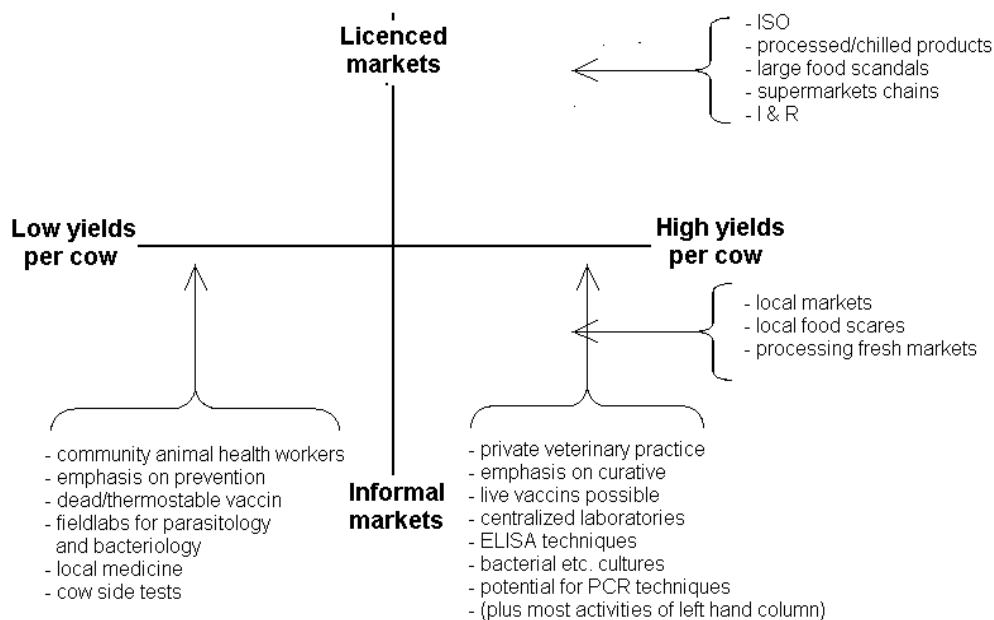 Licenced
markets
- ISO
- processed/chilled products
- large food scandals
- supermarkets chains
- I & R
Low yields
per cow
High yields
per cow
- local markets
- local food scares
- processing fresh markets
- community animal health workers
- emphasis on prevention
- dead/thermostable vaccin
- fieldlabs for parasitology
and bacteriology
- local medicine
- cow side tests
Informal
markets
- private veterinary practice
- emphasis on curative
- live vaccins possible
- centralized laboratories
- ELISA techniques
- bacterial etc. cultures
- potential for PCR techniques
- (plus most activities of left hand column)